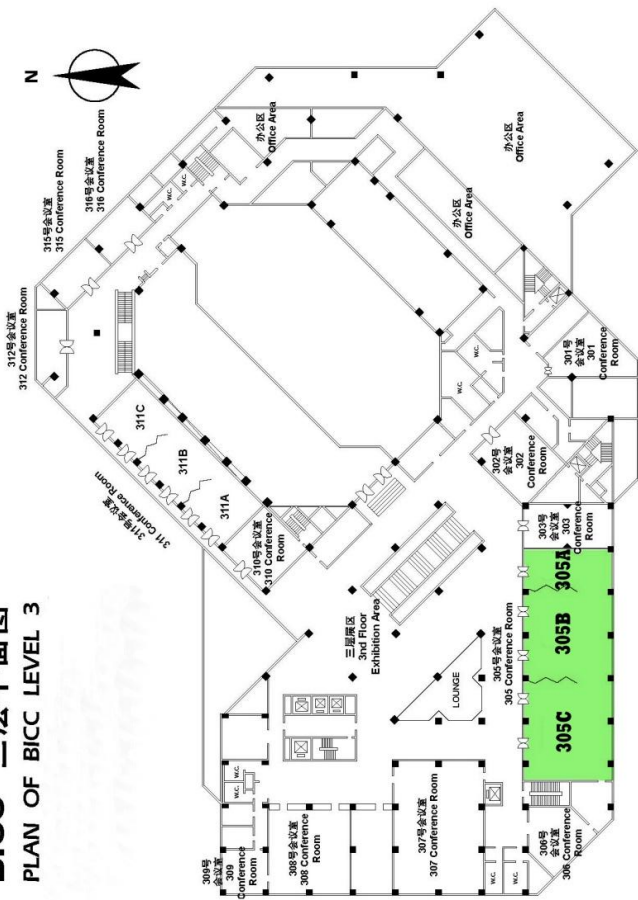 BICC 三层平面图
PLAN OF BICC LEVEL 3
N
312号会议室
312 Conference Room
315号会议室
315 Conference Room
316号会议室
316 Conference Room
W.C.
W.C.
办公区
Office Area
办公区
Office Area
办公区
Office Area
311C
311B
311A
311号会议室
311 Conference Room
310号会议室
310 Conference
Room
W.C.
W.C.
301号
会议室
301
Conference
Room
302号
会议室
302
Conference
Room
303号
会议室
303
Conference
Room
三层展区
3nd Floor
Exhibition Area
LOUNGE
305号会议室
305 Conference Room
305A
305B
305C
W.C.
W.C.
309号
会议室
309
Conference
Room
308号会议室
308 Conference
Room
307号会议室
307 Conference Room
W.C.
W.C.
306号
会议室
306 Conference
Room